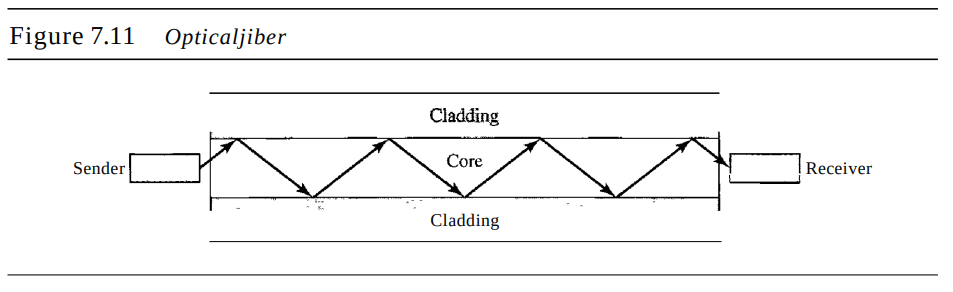 Figure 7.11 Opticaljiber
Cladding
Sender
Core
Receiver
Cladding